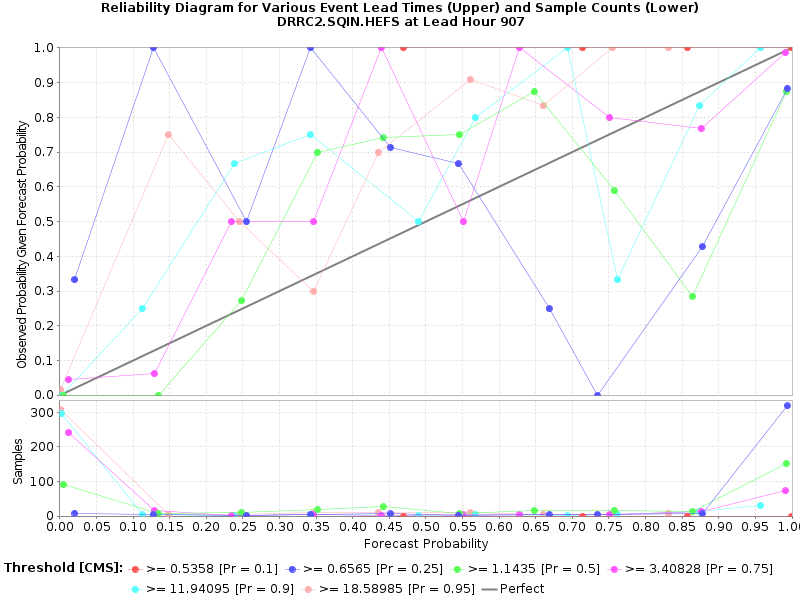 Reliability Diagram for Various Event Lead Times (Upper) and Sample Counts (Lower)
DRRC2.SQIN.HEFS at Lead Hour 907
Observed Probability Given Forecast Probability
1.0
0.9
0.8
0.7
0.6
0.5
0.4
0.3
0.2
0.1
0.0
Samples
300
200
100
0
0.00 0.05 0.10 0.15 0.20 0.25 0.30 0.35 0.40 0.45 0.50 0.55 0.60 0.65 0.70 0.75 0.80 0.85 0.90 0.95 1.00
Forecast Probability
Threshold [CMS]: >= 0.5358 [Pr = 0.1] >= 0.6565 [Pr = 0.25] >= 1.1435 [Pr = 0.5] >= 3.40828 [Pr = 0.75]
>= 11.94095 [Pr = 0.9] >= 18.58985 [Pr = 0.95] Perfect